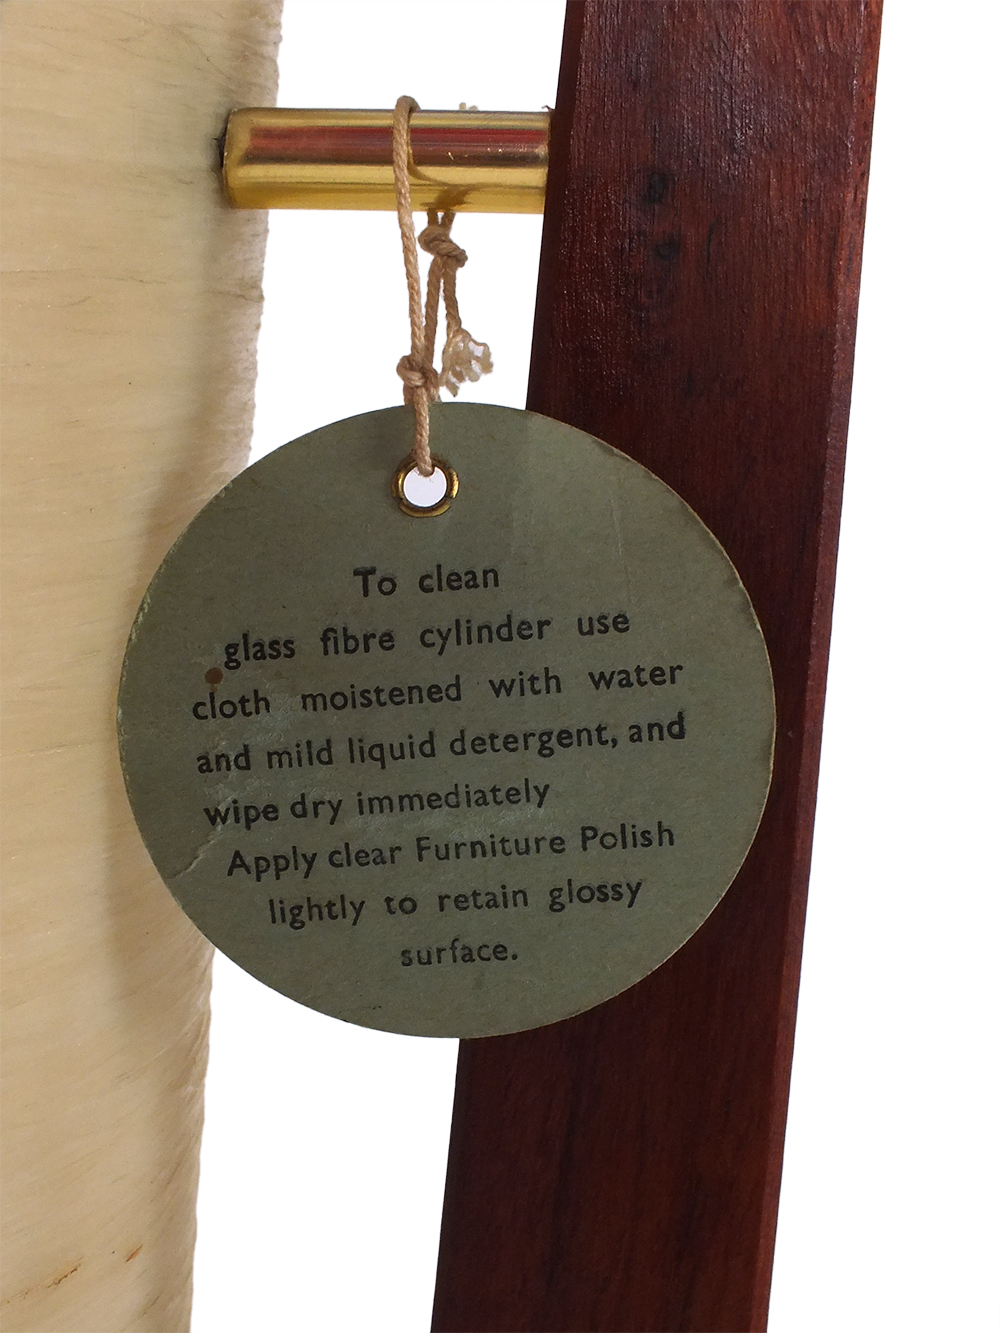 To clean
glass fibre cylinder use
cloth moistened with water
and mild liquid detergent, and
wipe dry immediately
Apply clear Furniture Polish
lightly to retain glossy
surface.